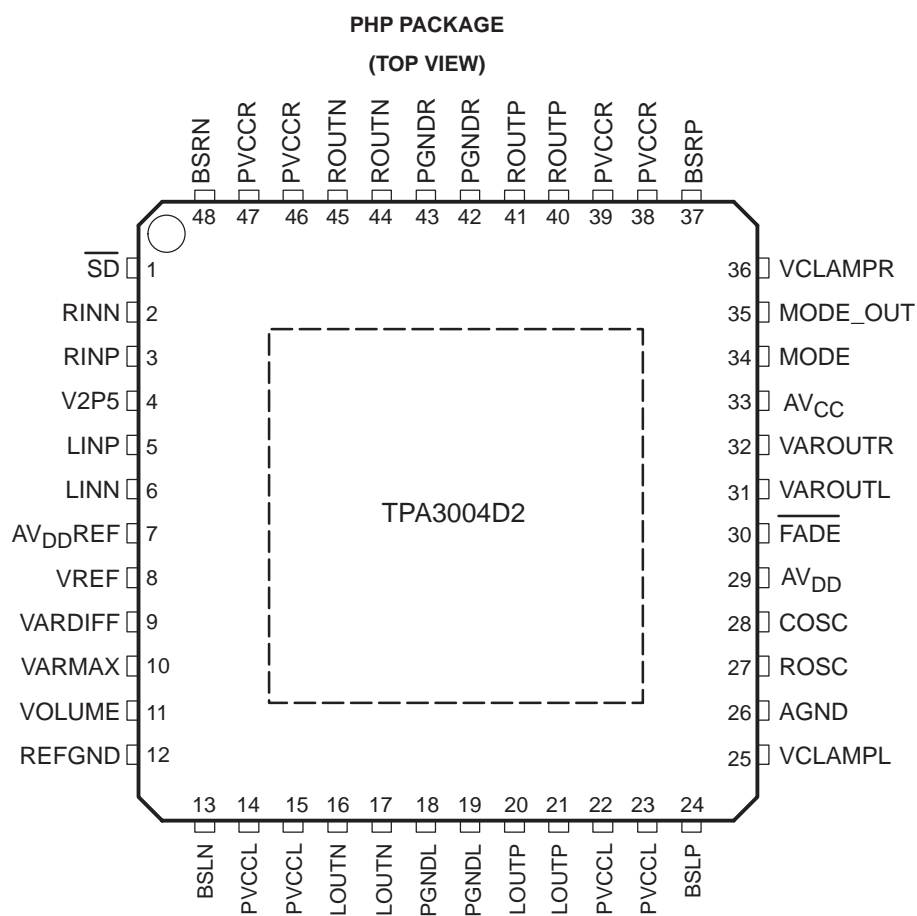 PHP PACKAGE
(TOP VIEW)
BSRN
PVCCR
PVCCR
ROUTN
ROUTN
PGNDR
PGNDR
ROUTP
ROUTP
PVCCR
PVCCR
BSRP
48 47 46 45 44 43 42 41 40 39 38 37
SD 1
RINN 2
RINP 3
V2P5 4
LINP 5
LINN 6
AVDDREF 7
VREF 8
VARDIFF 9
VARMAX 10
VOLUME 11
REFGND 12
TPA3004D2
36 VCLAMPR
35 MODE_OUT
34 MODE
33 AVCC
32 VAROUTR
31 VAROUTL
30 FADE
29 AVDD
28 COSC
27 ROSC
26 AGND
25 VCLAMPL
13 14 15 16 17 18 19 20 21 22 23 24
BSLN
PVCCL
PVCCL
LOUTN
LOUTN
PGNDL
PGNDL
LOUTP
LOUTP
PVCCL
PVCCL
BSLP